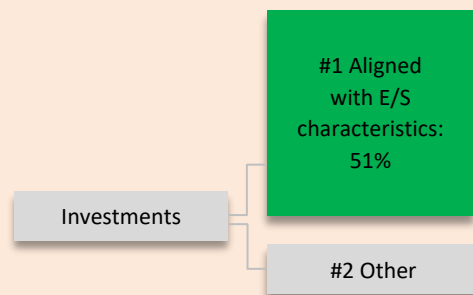 #1 Aligned
with E/S
characteristics:
51%
Investments
#2 Other